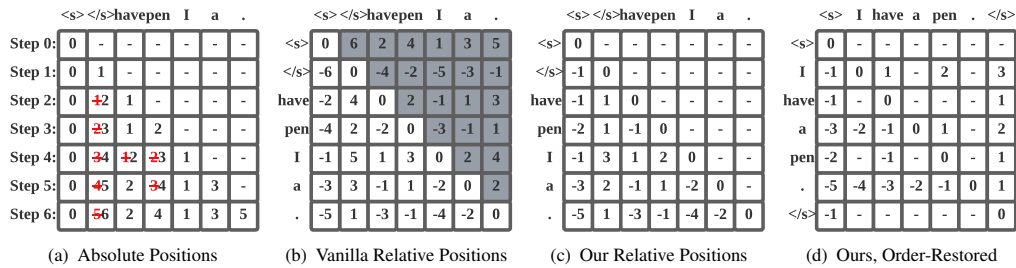 <s> </s> have pen I a .
Step 0: 0 - - - - - -
Step 1: 0 1 - - - - -
Step 2: 0 12 1 - - - -
Step 3: 0 23 1 2 - - -
Step 4: 0 34 12 23 1 - -
Step 5: 0 45 2 34 1 3 -
Step 6: 0 56 2 4 1 3 5
(a) Absolute Positions
<s> </s> have pen I a .
<s> 0 6 2 4 1 3 5
</s> -6 0 -4 -2 -5 -3 -1
have -2 4 0 2 -1 1 3
pen -4 2 -2 0 -3 -1 1
I -1 5 1 3 0 2 4
a -3 3 -1 1 -2 0 2
. -5 1 -3 -1 -4 -2 0
(b) Vanilla Relative Positions
<s> </s> have pen I a .
<s> 0 - - - - - -
</s> -1 0 - - - - -
have -1 1 0 - - - -
pen -2 1 -1 0 - - -
I -1 3 1 2 0 - -
a -3 2 -1 1 -2 0 -
. -5 1 -3 -1 -4 -2 0
(c) Our Relative Positions
<s> I have a pen . </s>
<s> 0 - - - - - -
I -1 0 1 - 2 - 3
have -1 - 0 - - - 1
a -3 -2 -1 0 1 - 2
pen -2 - -1 - 0 - 1
. -5 -4 -3 -2 -1 0 1
</s> -1 - - - - - 0
(d) Ours, Order-Restored